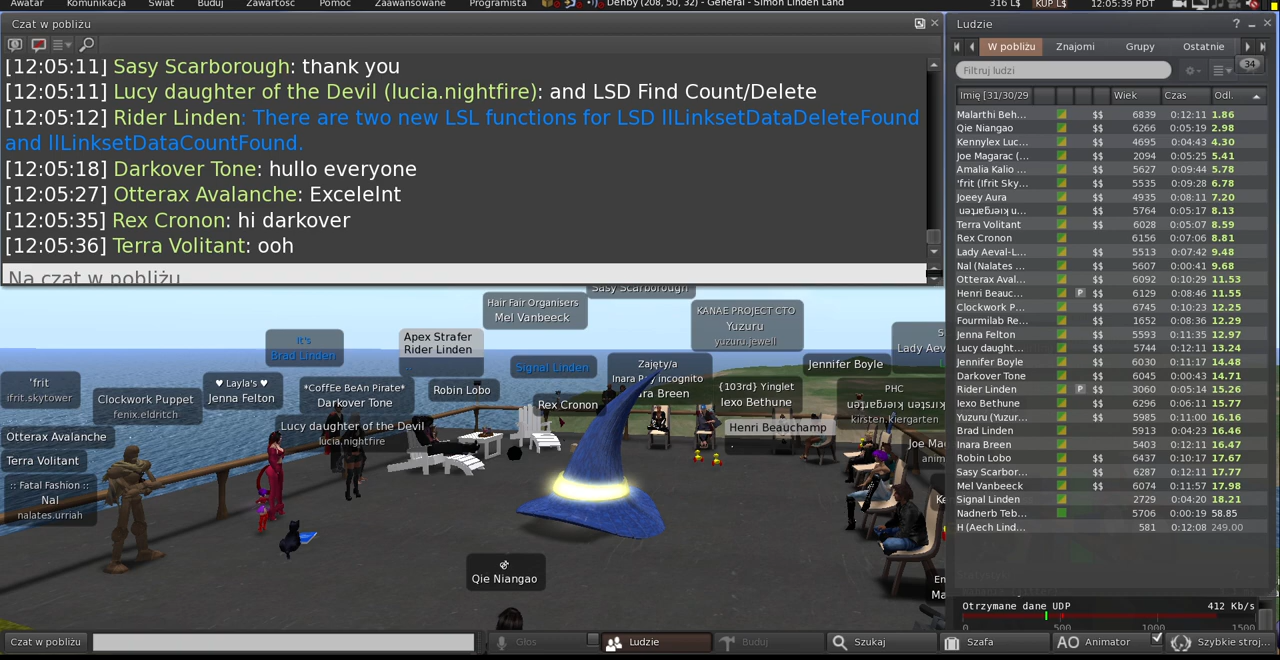 Awatar Komunikacja Świat Buduj Zawartość Pomoc Zaawansowane Programista Denby (208, 50, 32) - General - Simon Linden Land 316 L$ KUP L$ 12:05:39 PDT
Czat w pobliżu
[12:05:11] Sasy Scarborough: thank you
[12:05:11] Lucy daughter of the Devil (lucia.nightfire): and LSD Find Count/Delete
[12:05:12] Rider Linden: There are two new LSL functions for LSD llLinksetDataDeleteFound
and llLinksetDataCountFound.
[12:05:18] Darkover Tone: hullo everyone
[12:05:27] Otterax Avalanche: Excelelnt
[12:05:35] Rex Cronon: hi darkover
[12:05:36] Terra Volitant: ooh
Na czat w pobliżu
Sasy Scarborough
Hair Fair Organisers
Mel Vanbeeck
KANAE PROJECT CTO
Yuzuru
yuzuru.jewell
It's
Brad Linden
Apex Strafer
Rider Linden
Signal Linden
Zajęty/a
Inara Pey incognito
Inara Breen
Jennifer Boyle
Lady Aev
'frit
ifrit.skytower
Clockwork Puppet
fenix.eldritch
♥ Layla's ♥
Jenna Felton
*CoffEe BeAn Pirate*
Darkover Tone
Robin Lobo
Rex Cronon
{103rd} Yinglet
Iexo Bethune
PHC
kirsten.kiergarten
Lucy daughter of the Devil
lucia.nightfire
Henri Beauchamp
Otterax Avalanche
Joe Ma
anim
Terra Volitant
:: Fatal Fashion ::
Nal
nalates.urriah
Ke
Qie Niangao
Em
Ma
Ludzie
W pobliżu Znajomi Grupy Ostatnie
Filtruj ludzi 34
Imię [31/30/29 Wiek Czas Odl.
Malarthi Beh... $$ 6839 0:12:11 1.86
Qie Niangao $$ 6266 0:05:19 2.98
Kennylex Luc... $$ 4695 0:04:43 4.30
Joe Magarac (... $$ 2094 0:05:25 5.41
Amalia Kalio ... $$ 5627 0:09:44 5.78
'frit (Ifrit Sky... $$ 5535 0:09:28 6.78
Joeey Aura $$ 4935 0:08:11 7.20
$$ 5764 0:05:17 8.13
Terra Volitant $$ 6028 0:05:07 8.59
Rex Cronon 6156 0:07:06 8.81
Lady Aeval-L... $$ 5513 0:07:42 9.48
Nal (Nalates ... $$ 5607 0:00:41 9.68
Otterax Aval... $$ 6092 0:10:29 11.53
Henri Beauc... P $$ 6129 0:08:46 11.55
Clockwork P... $$ 6745 0:10:23 12.25
Fourmilab Re... $$ 1652 0:08:36 12.29
Jenna Felton $$ 5593 0:11:35 12.97
Lucy daught... $$ 5744 0:12:11 13.24
Jennifer Boyle $$ 6030 0:11:17 14.48
Darkover Tone $$ 6045 0:00:43 14.71
Rider Linden P $$ 3060 0:05:14 15.26
Iexo Bethune $$ 6296 0:06:11 15.77
Yuzuru (Yuzur... $$ 5985 0:11:00 16.16
Brad Linden 5913 0:04:23 16.46
Inara Breen 5403 0:12:11 16.47
Robin Lobo $$ 6437 0:10:17 17.67
Sasy Scarbor... $$ 6287 0:12:11 17.77
Mel Vanbeeck $$ 6074 0:11:57 17.98
Signal Linden 2729 0:04:20 18.21
Nadnerb Teb... 5706 0:00:19 58.85
H (Aech Lind... 581 0:12:08 249.00
Otrzymane dane UDP 412 Kb/s
0 500 1000 1500
Czat w pobliżu Głos Ludzie Buduj Szukaj Szafa AO Animator Szybkie stroj...